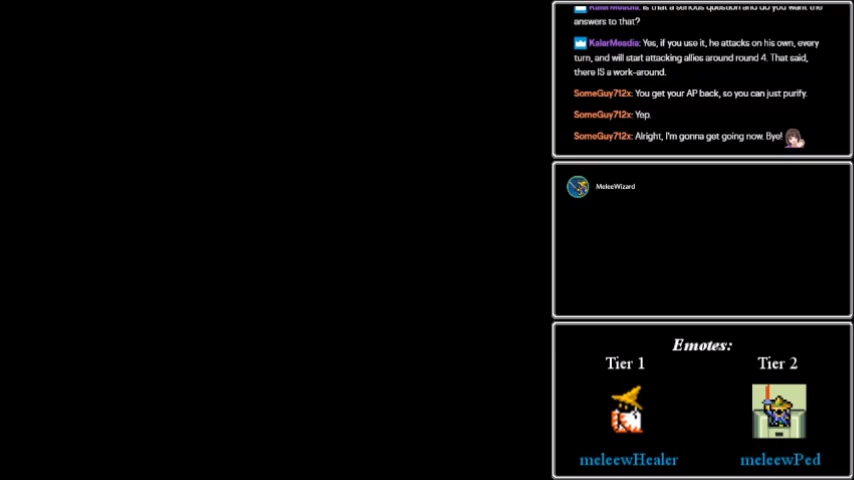 KalarMeadia: Is that a serious question and do you want the
answers to that?
KalarMeadia: Yes, if you use it, he attacks on his own, every
turn, and will start attacking allies around round 4. That said,
there IS a work-around.
SomeGuy712x: You get your AP back, so you can just purify.
SomeGuy712x: Yep.
SomeGuy712x: Alright, I'm gonna get going now. Bye!
MeleeWizard
Emotes:
Tier 1 Tier 2
meleewHealer meleewPed